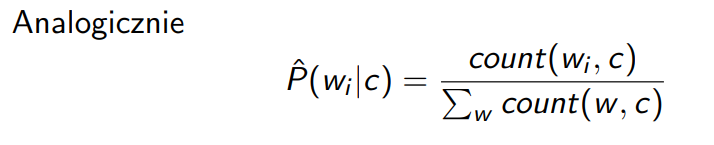 Analogicznie
P̂(wᵢ|c) = count(wᵢ, c) / ∑_w count(w, c)